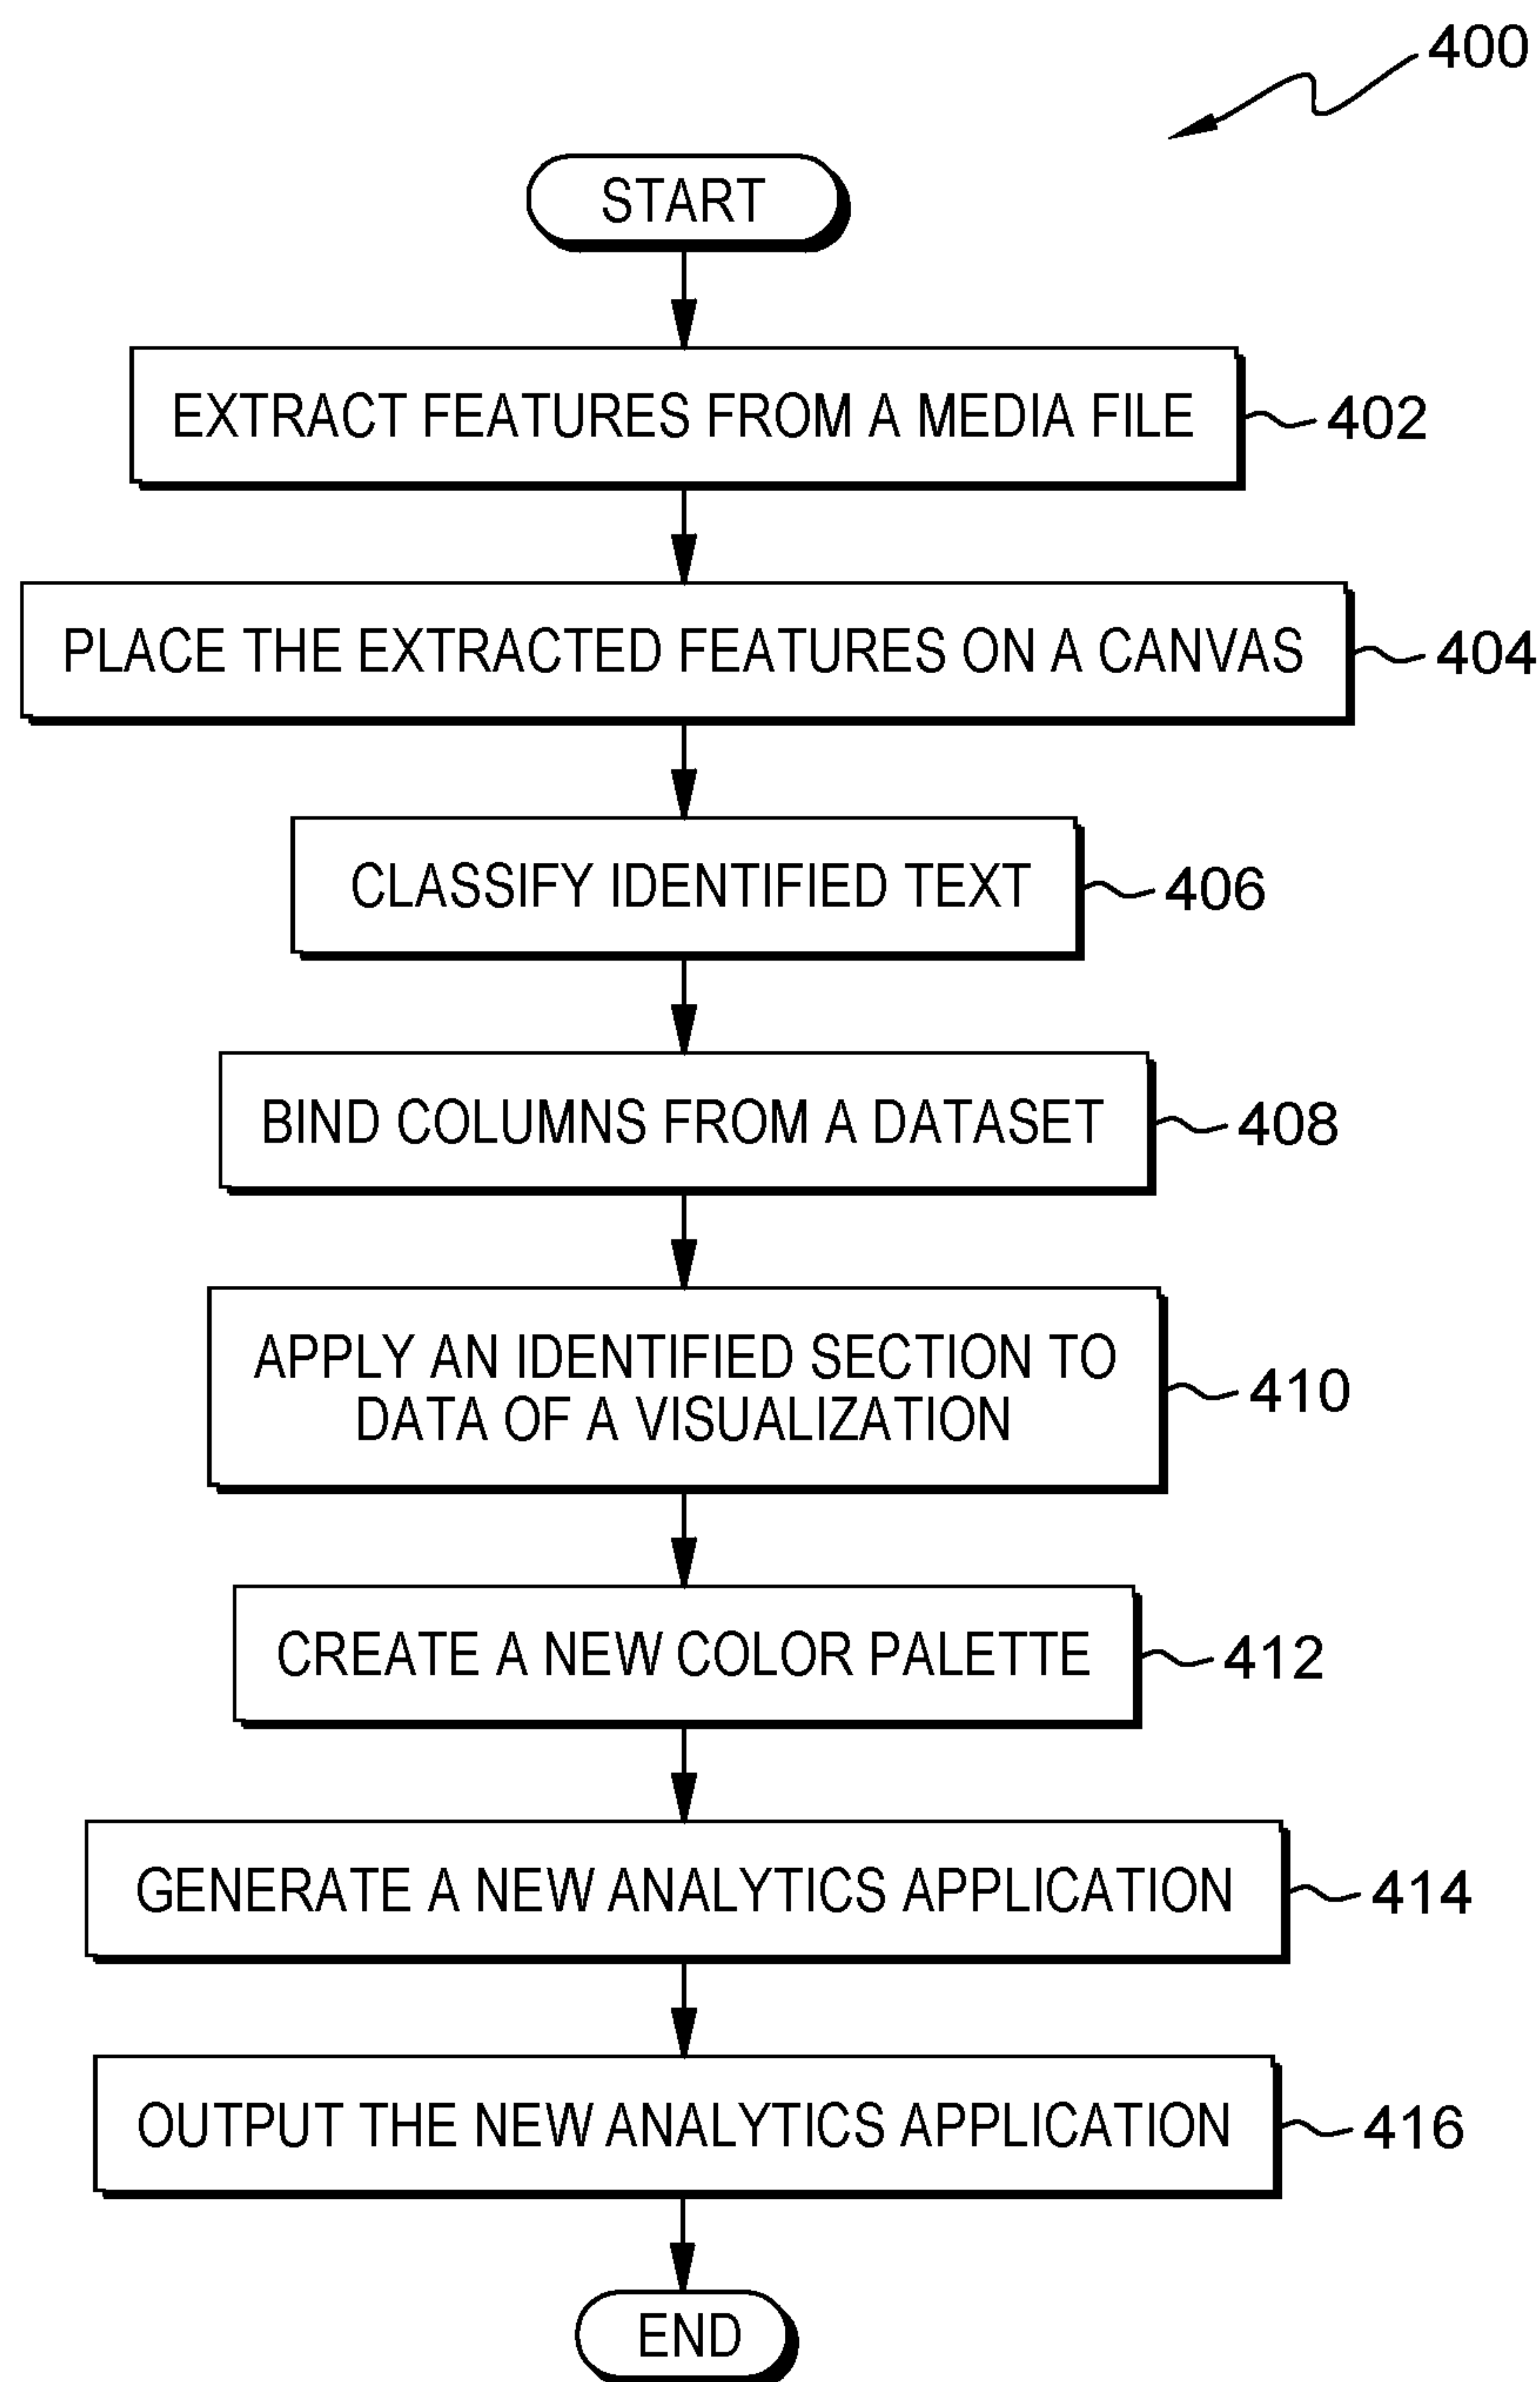 400
START
EXTRACT FEATURES FROM A MEDIA FILE
402
PLACE THE EXTRACTED FEATURES ON A CANVAS
404
CLASSIFY IDENTIFIED TEXT
406
BIND COLUMNS FROM A DATASET
408
APPLY AN IDENTIFIED SECTION TO
DATA OF A VISUALIZATION
410
CREATE A NEW COLOR PALETTE
412
GENERATE A NEW ANALYTICS APPLICATION
414
OUTPUT THE NEW ANALYTICS APPLICATION
416
END